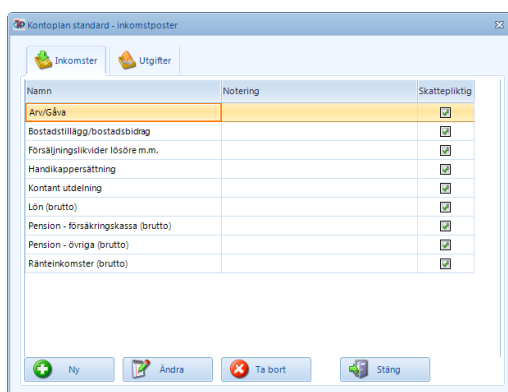 Kontoplan standard - inkomstposter
Inkomster Utgifter
Namn Notering Skattepliktig
Arv/Gåva
Bostadstillägg/bostadsbidrag
Försäljningslikvider lösöre m.m.
Handikappersättning
Kontant utdelning
Lön (brutto)
Pension - försäkringskassa (brutto)
Pension - övriga (brutto)
Ränteinkomster (brutto)
Ny Ändra Ta bort Stäng